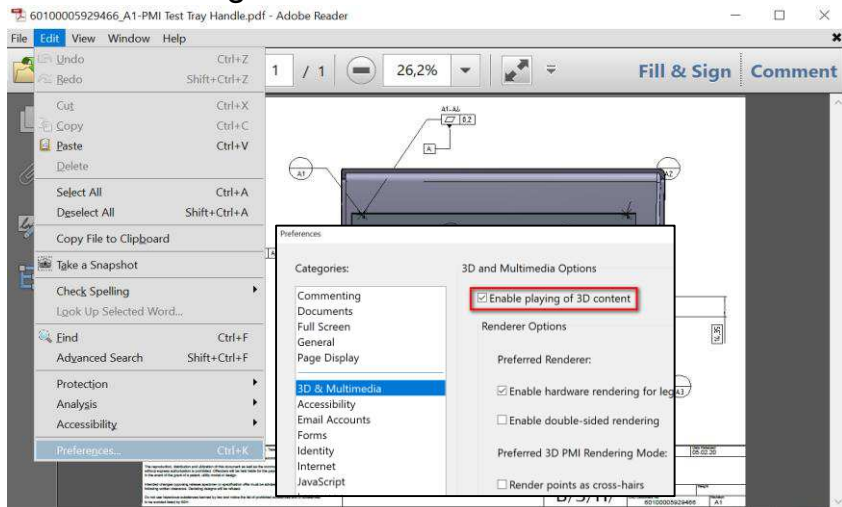 60100005929466_A1-PMI Test Tray Handle.pdf - Adobe Reader
File Edit View Window Help
Undo Ctrl+Z
Redo Shift+Ctrl+Z
1 / 1 26,2% Fill & Sign Comment
Cut Ctrl+X
Copy Ctrl+C
Paste Ctrl+V
Delete
Select All Ctrl+A
Deselect All Shift+Ctrl+A
Copy File to Clipboard
Take a Snapshot
Check Spelling
Look Up Selected Word...
Find Ctrl+F
Advanced Search Shift+Ctrl+F
Protection
Analysis
Accessibility
Preferences... Ctrl+K
0.2
A
A1
A2
Preferences
Categories:
Commenting
Documents
Full Screen
General
Page Display
3D & Multimedia
Accessibility
Email Accounts
Forms
Identity
Internet
JavaScript
3D and Multimedia Options
Enable playing of 3D content
Renderer Options
Preferred Renderer:
Enable hardware rendering for leg
Enable double-sided rendering
Preferred 3D PMI Rendering Mode:
Render points as cross-hairs
A3
60100005929466 A1